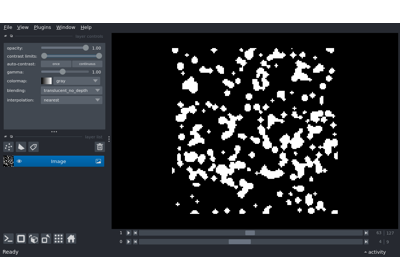 File View Plugins Window Help
opacity: 1.00
contrast limits:
auto-contrast: once continuous
gamma: 1.00
colormap: gray
blending: translucent_no_depth
interpolation: nearest
Image
1
0
Ready
activity